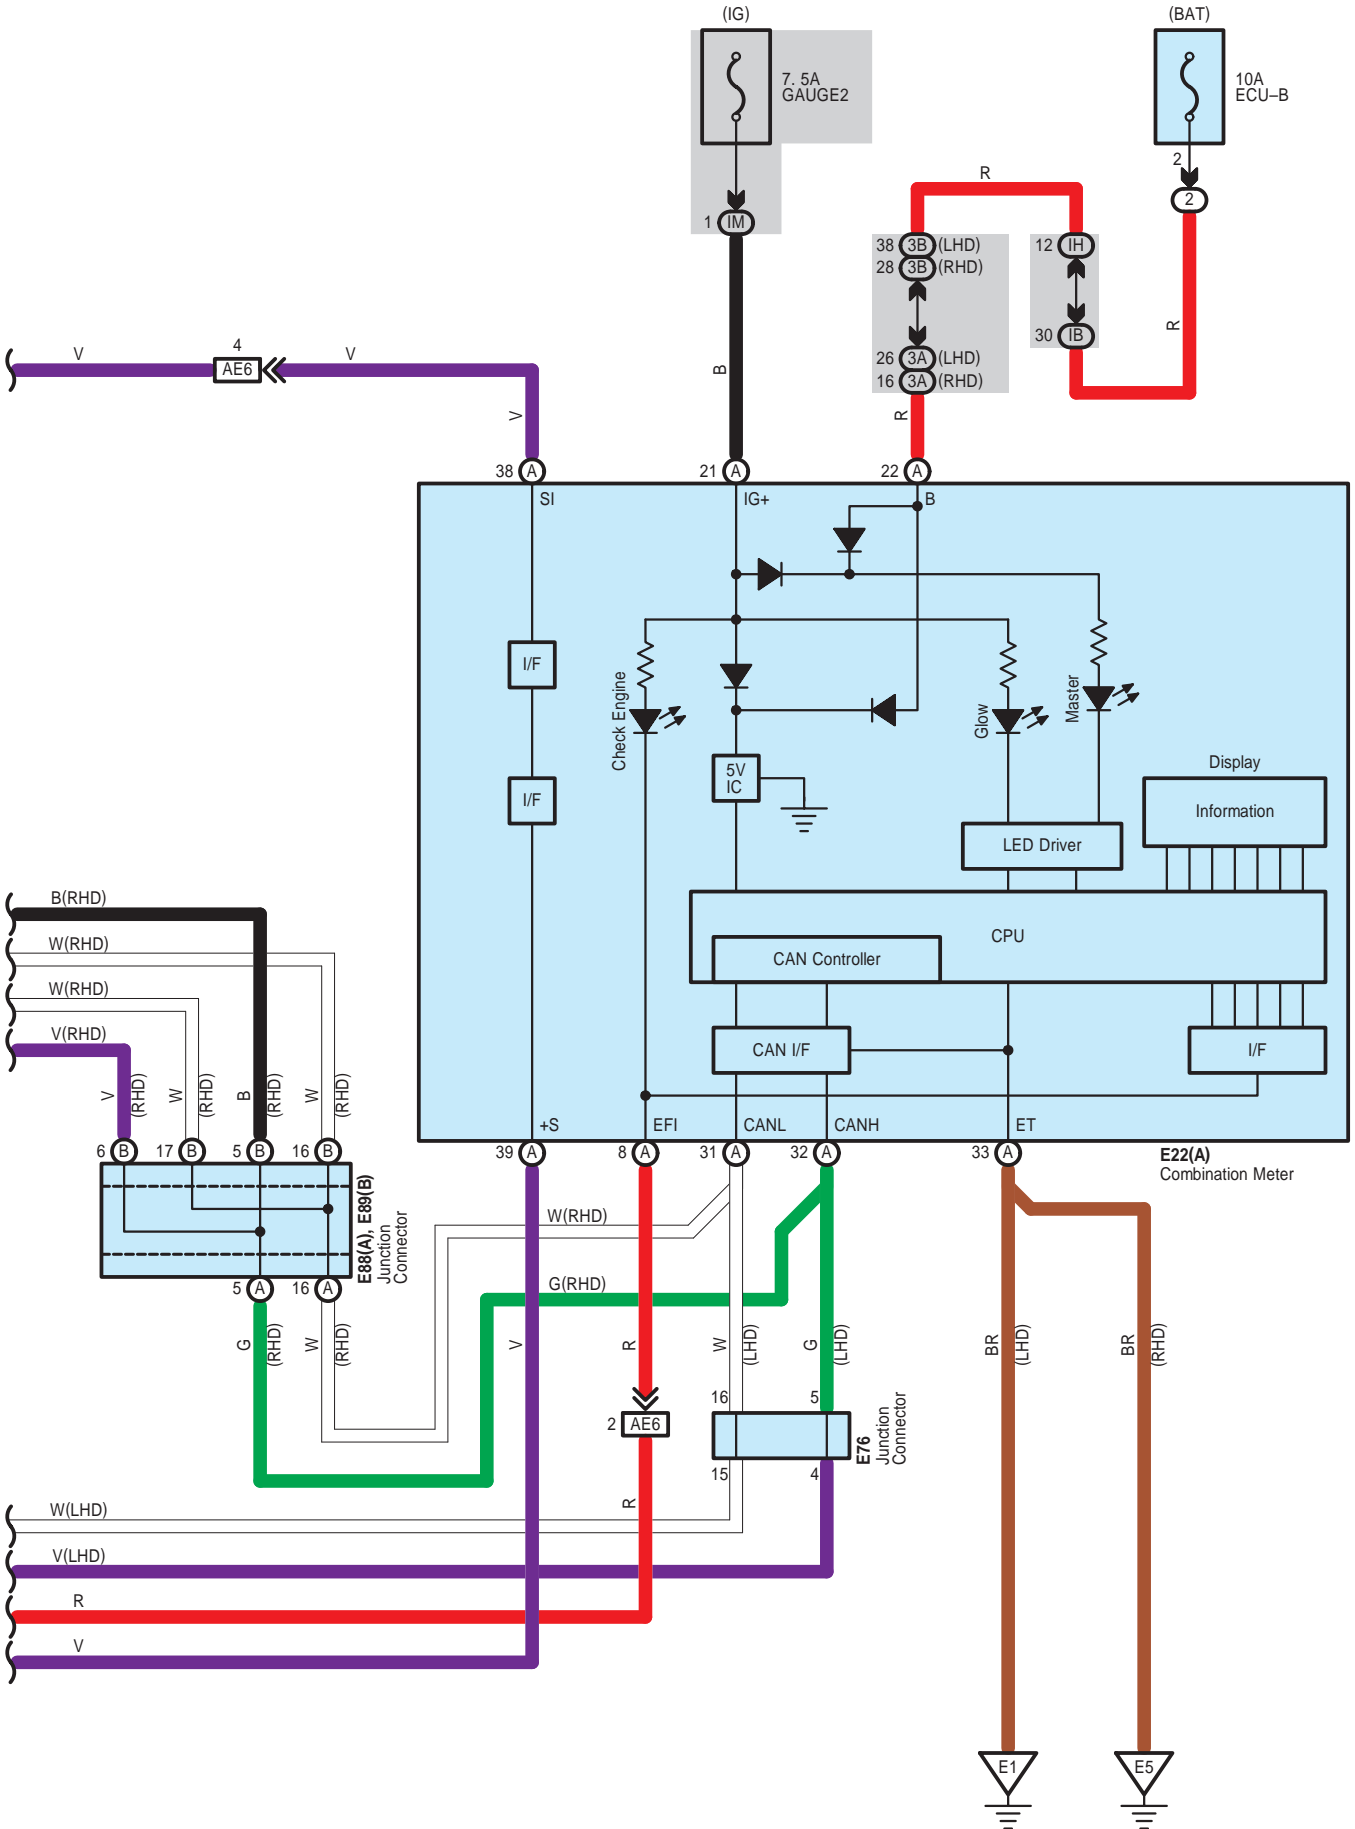 (IG)
(BAT)
7. 5A
GAUGE2
10A
ECU–B
2
2
1 IM
R
38 3B (LHD)
28 3B (RHD)
12 IH
30 IB
26 3A (LHD)
16 3A (RHD)
R
B
R
V
4
AE6
V
V
38 A
21 A
22 A
SI
IG+
B
I/F
I/F
Check Engine
5V
IC
Glow
Master
Display
Information
LED Driver
CPU
CAN Controller
CAN I/F
I/F
+S
EFI
CANL
CANH
ET
39 A
8 A
31 A
32 A
33 A
E22(A)
Combination Meter
B(RHD)
W(RHD)
W(RHD)
V(RHD)
V
(RHD)
W
(RHD)
B
(RHD)
W
(RHD)
6 B
17 B
5 B
16 B
E88(A), E89(B)
Junction
Connector
5 A
16 A
G
(RHD)
W
(RHD)
W(RHD)
G(RHD)
V
R
W
(LHD)
G
(LHD)
BR
(LHD)
BR
(RHD)
2 AE6
16
5
E76
Junction
Connector
15
4
R
W(LHD)
V(LHD)
R
V
E1
E5